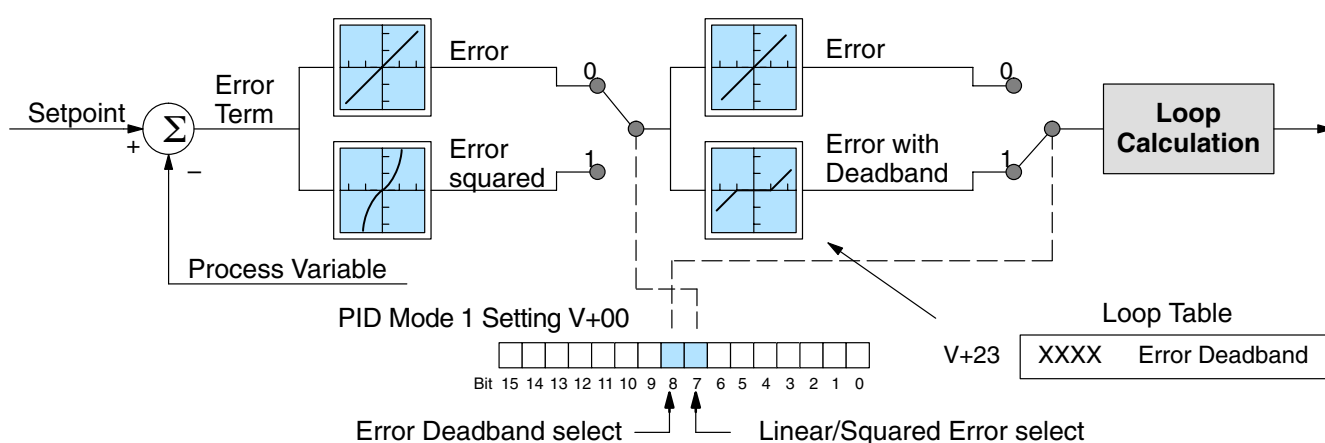 Setpoint
+
Σ
−
Error
Term
Error
0
Error
squared
1
Error
0
Error with
Deadband
1
Loop
Calculation
Process Variable
PID Mode 1 Setting V+00
Bit 15 14 13 12 11 10 9 8 7 6 5 4 3 2 1 0
Error Deadband select
Linear/Squared Error select
Loop Table
V+23 XXXX Error Deadband